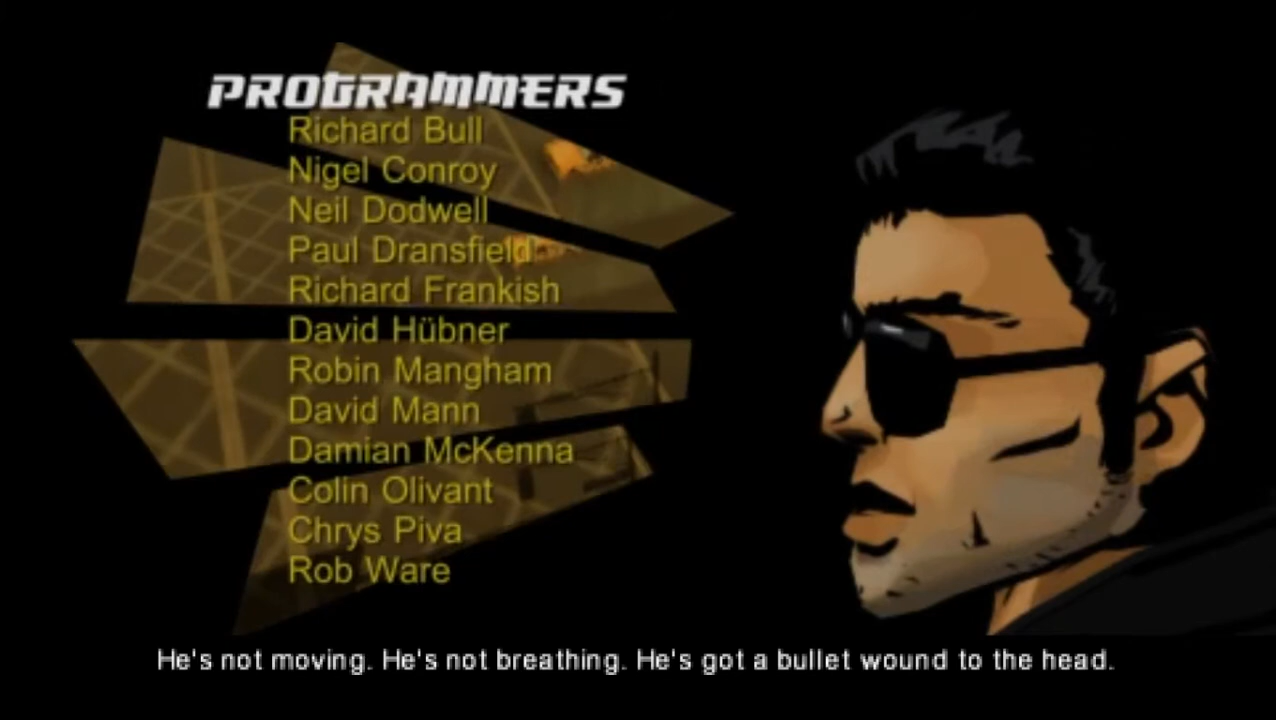 PROGRAMMERS
Richard Bull
Nigel Conroy
Neil Dodwell
Paul Dransfield
Richard Frankish
David Hübner
Robin Mangham
David Mann
Damian McKenna
Colin Olivant
Chrys Piva
Rob Ware
He's not moving. He's not breathing. He's got a bullet wound to the head.